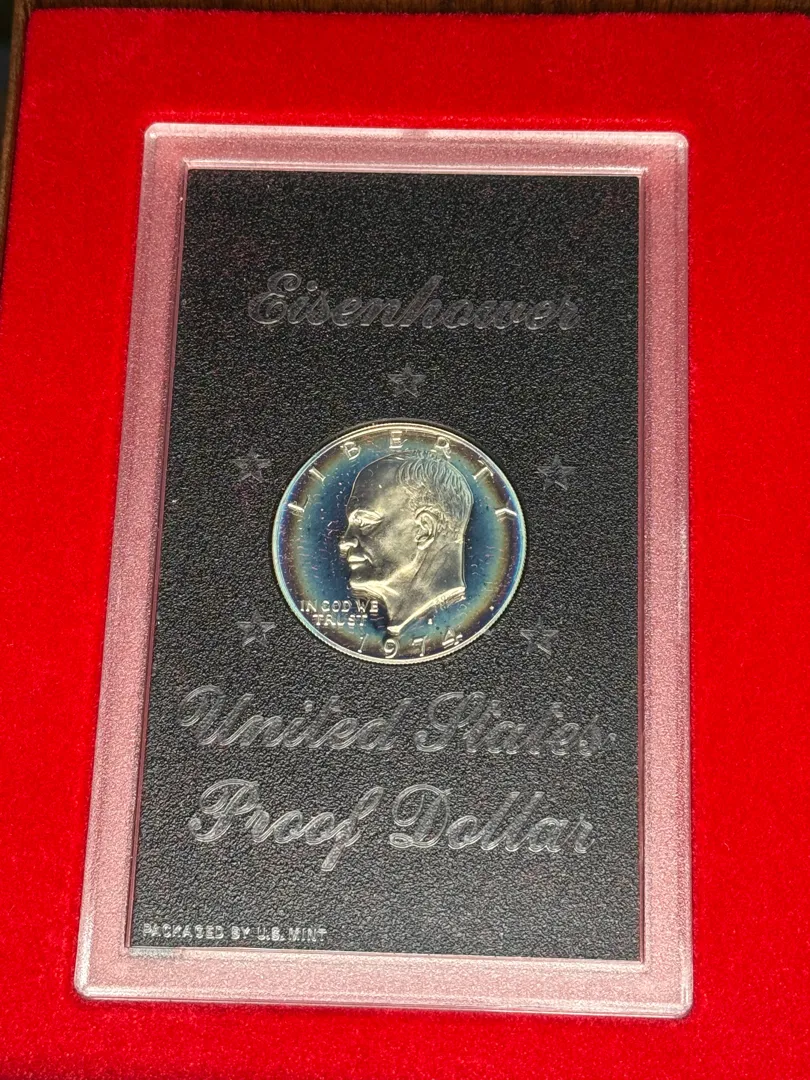 Eisenhower
LIBERTY
IN GOD WE
TRUST
S
1974
United States
Proof Dollar
PACKAGED BY U.S. MINT